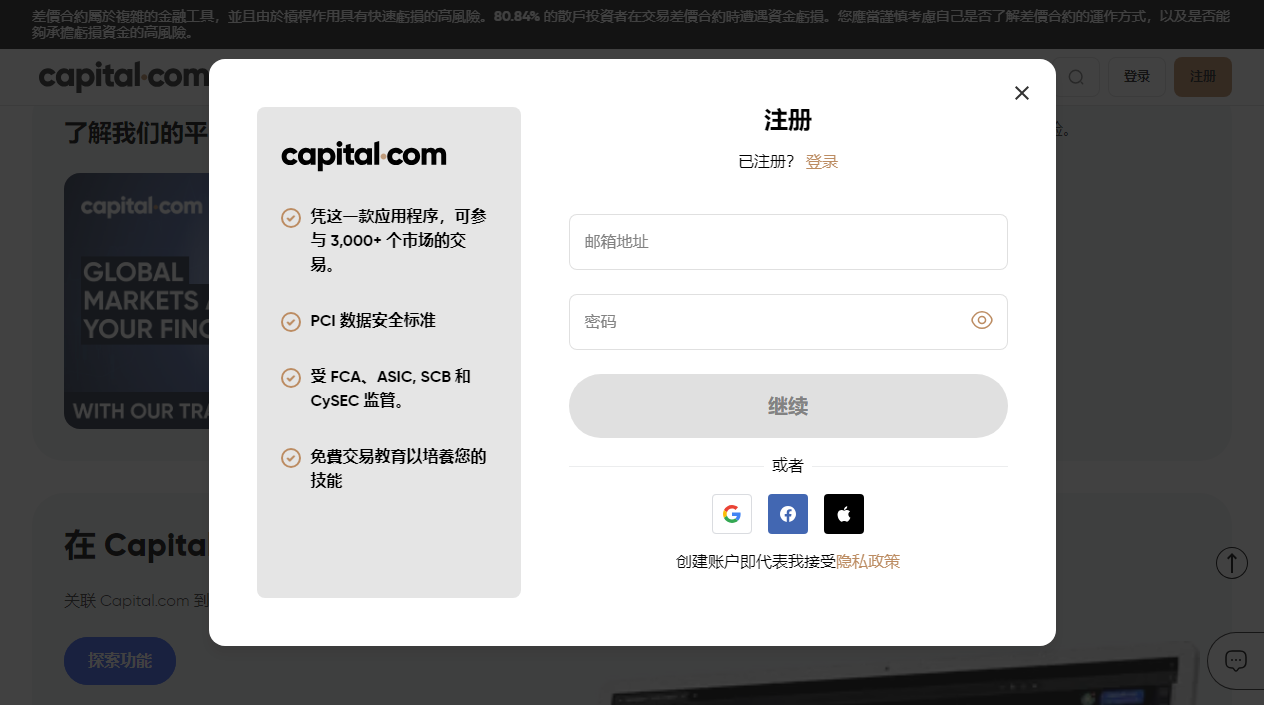 差價合約屬於複雜的金融工具，並且由於槓桿作用具有快速虧損的高風險。80.84% 的散戶投資者在交易差價合約時遭遇資金虧損。您應當謹慎考慮自己是否了解差價合約的運作方式，以及是否能
夠承擔虧損資金的高風險。
capital.com
登录
注册
了解我们的平
险。
capital.com
GLOBAL
MARKETS
YOUR FINC
WITH OUR TRA
capital.com
凭这一款应用程序，可参
与 3,000+ 个市场的交
易。
PCI 数据安全标准
受 FCA、ASIC, SCB 和
CySEC 监管。
免費交易教育以培養您的
技能
注册
已注册？ 登录
邮箱地址
密码
继续
或者
创建账户即代表我接受隐私政策
在 Capita
关联 Capital.com 到
探索功能